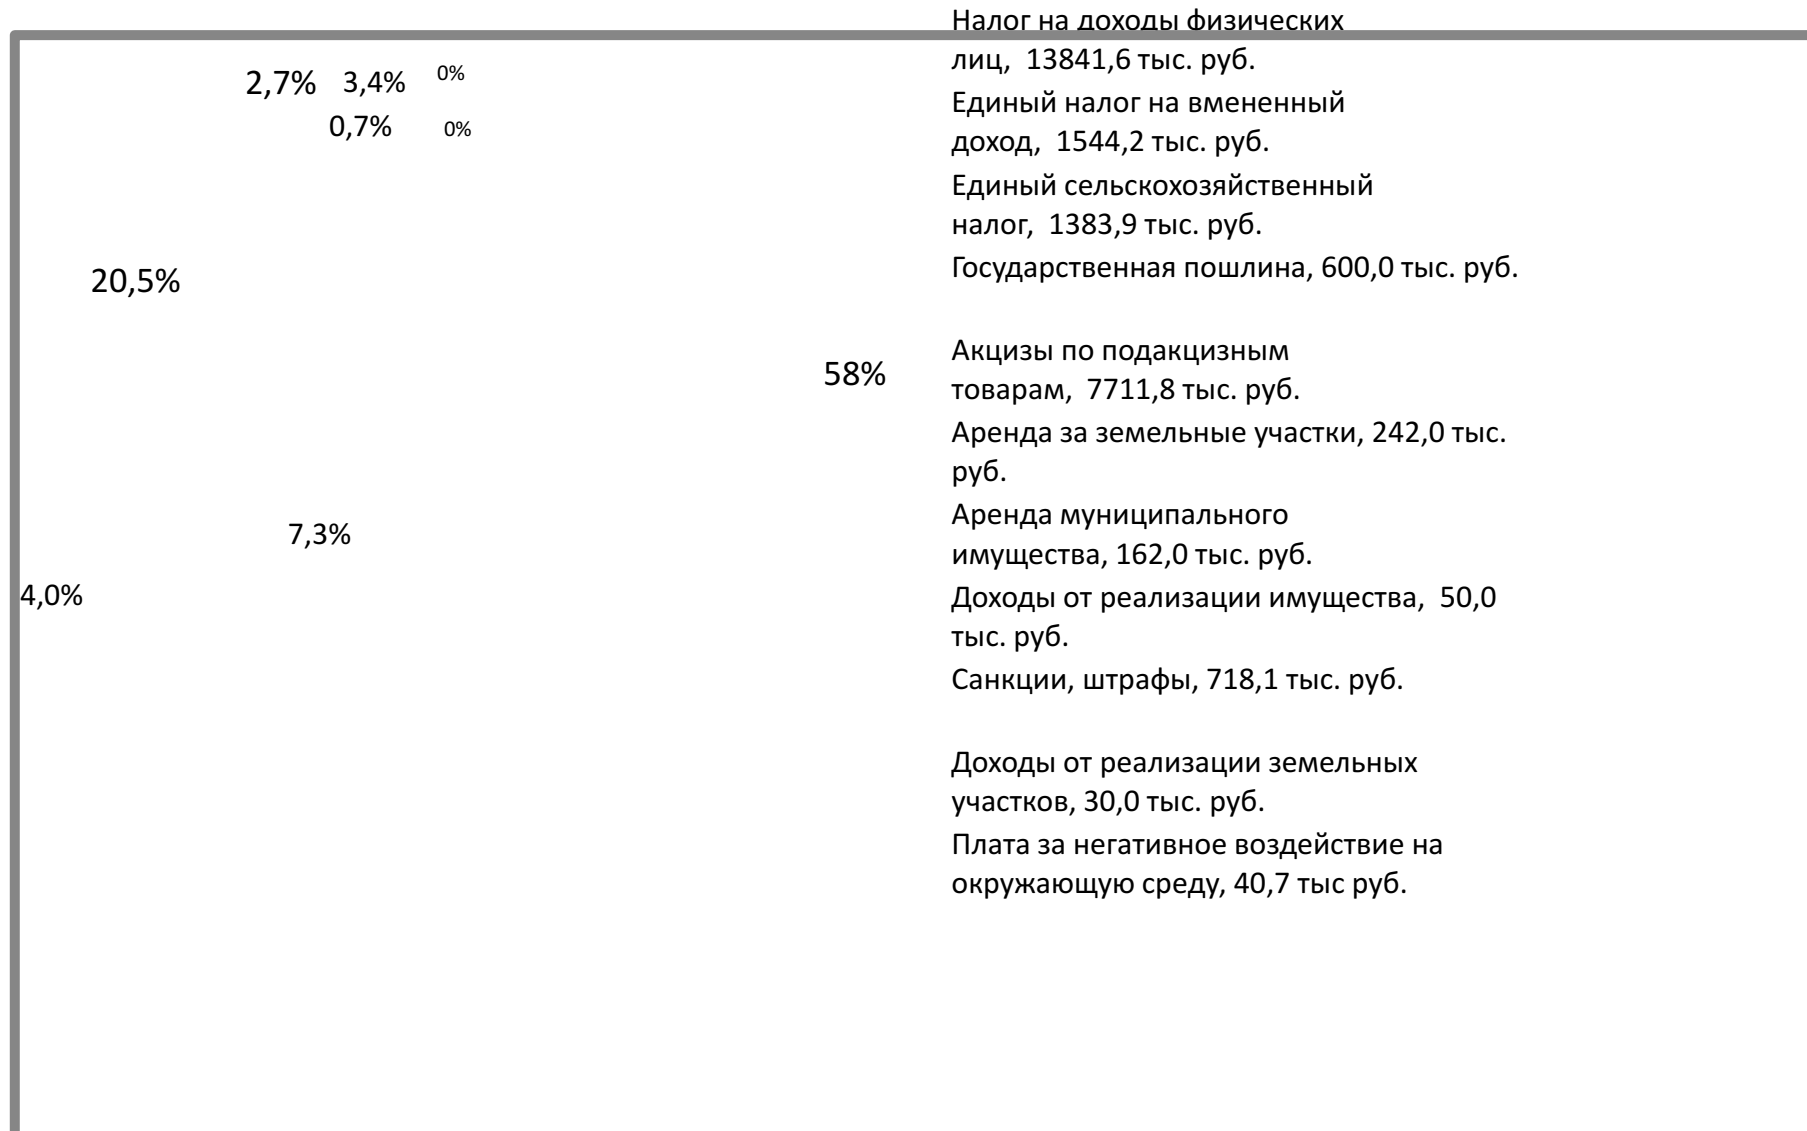 2,7% 3,4% 0%
0,7% 0%
20,5%
58%
7,3%
4,0%
Налог на доходы физических
лиц, 13841,6 тыс. руб.
Единый налог на вмененный
доход, 1544,2 тыс. руб.
Единый сельскохозяйственный
налог, 1383,9 тыс. руб.
Государственная пошлина, 600,0 тыс. руб.
Акцизы по подакцизным
товарам, 7711,8 тыс. руб.
Аренда за земельные участки, 242,0 тыс.
руб.
Аренда муниципального
имущества, 162,0 тыс. руб.
Доходы от реализации имущества, 50,0
тыс. руб.
Санкции, штрафы, 718,1 тыс. руб.
Доходы от реализации земельных
участков, 30,0 тыс. руб.
Плата за негативное воздействие на
окружающую среду, 40,7 тыс руб.